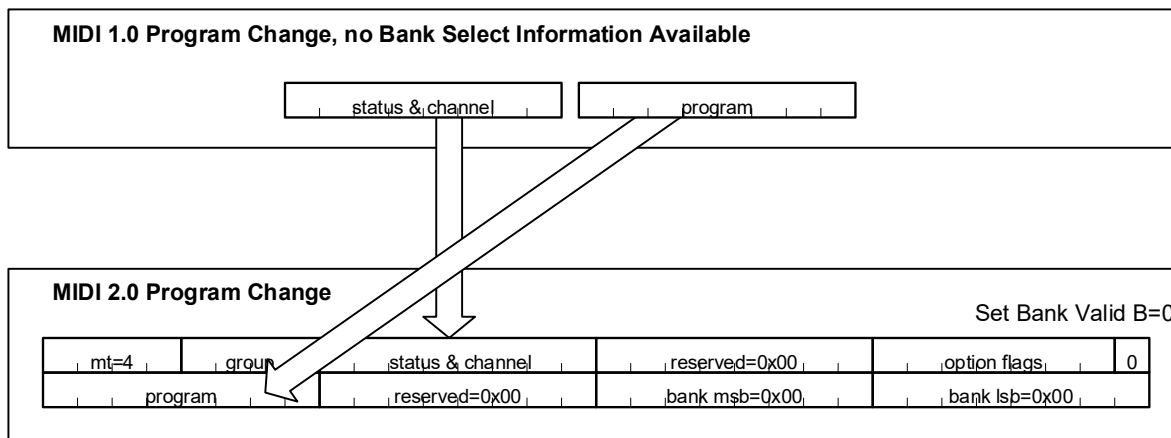 MIDI 1.0 Program Change, no Bank Select Information Available
status & channel program
MIDI 2.0 Program Change
Set Bank Valid B=0
mt=4 group status & channel reserved=0x00 option flags 0
program reserved=0x00 bank msb=0x00 bank lsb=0x00